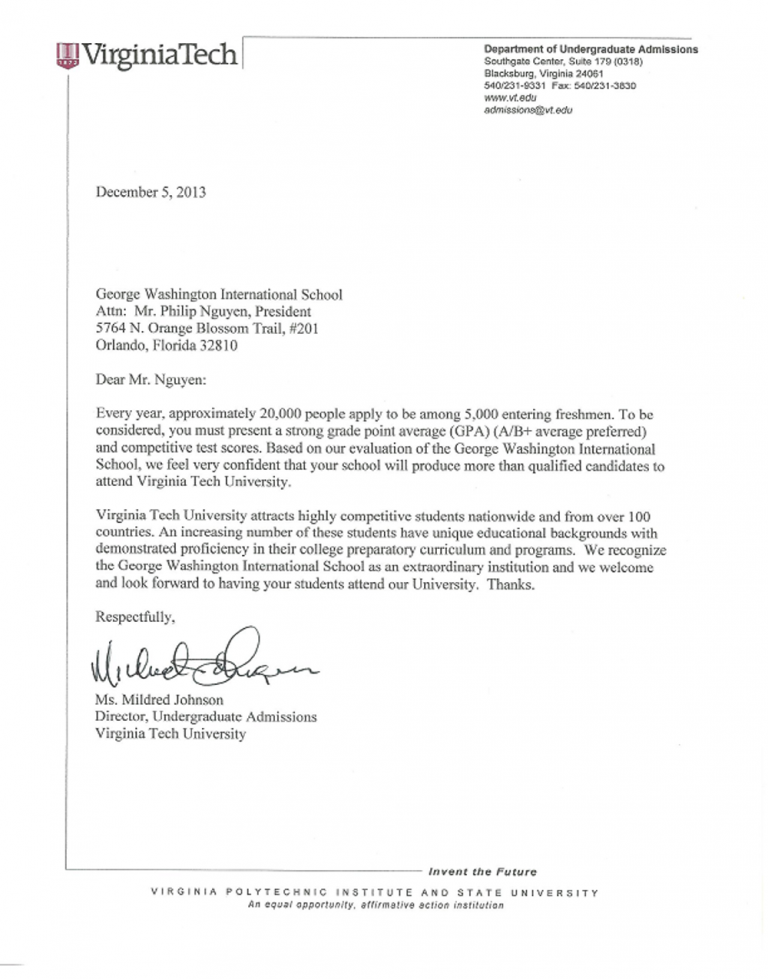 VirginiaTech
1872
Department of Undergraduate Admissions
Southgate Center, Suite 179 (0318)
Blacksburg, Virginia 24061
540/231-9331 Fax: 540/231-3830
www.vt.edu
admissions@vt.edu
December 5, 2013
George Washington International School
Attn: Mr. Philip Nguyen, President
5764 N. Orange Blossom Trail, #201
Orlando, Florida 32810
Dear Mr. Nguyen:
Every year, approximately 20,000 people apply to be among 5,000 entering freshmen. To be
considered, you must present a strong grade point average (GPA) (A/B+ average preferred)
and competitive test scores. Based on our evaluation of the George Washington International
School, we feel very confident that your school will produce more than qualified candidates to
attend Virginia Tech University.
Virginia Tech University attracts highly competitive students nationwide and from over 100
countries. An increasing number of these students have unique educational backgrounds with
demonstrated proficiency in their college preparatory curriculum and programs. We recognize
the George Washington International School as an extraordinary institution and we welcome
and look forward to having your students attend our University. Thanks.
Respectfully,
Ms. Mildred Johnson
Director, Undergraduate Admissions
Virginia Tech University
Invent the Future
VIRGINIA POLYTECHNIC INSTITUTE AND STATE UNIVERSITY
An equal opportunity, affirmative action institution